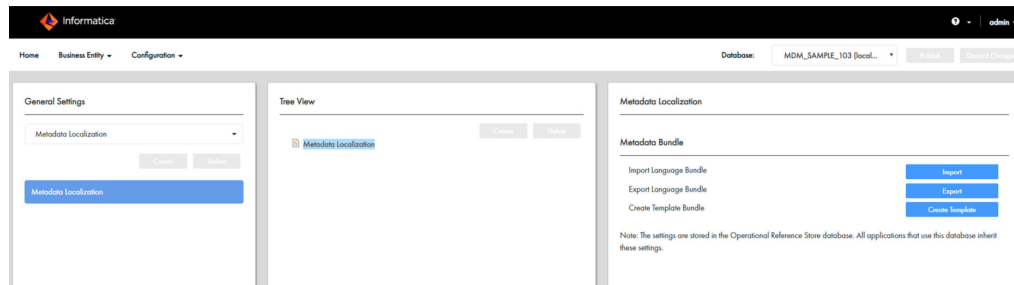 Informatica
admin
Home Business Entity Configuration
Database: MDM_SAMPLE_103 (local... Publish Discard Changes
General Settings
Metadata Localization
Create Delete
Metadata Localization
Tree View
Create Delete
Metadata Localization
Metadata Localization
Metadata Bundle
Import Language Bundle Import
Export Language Bundle Export
Create Template Bundle Create Template
Note: The settings are stored in the Operational Reference Store database. All applications that use this database inherit
these settings.